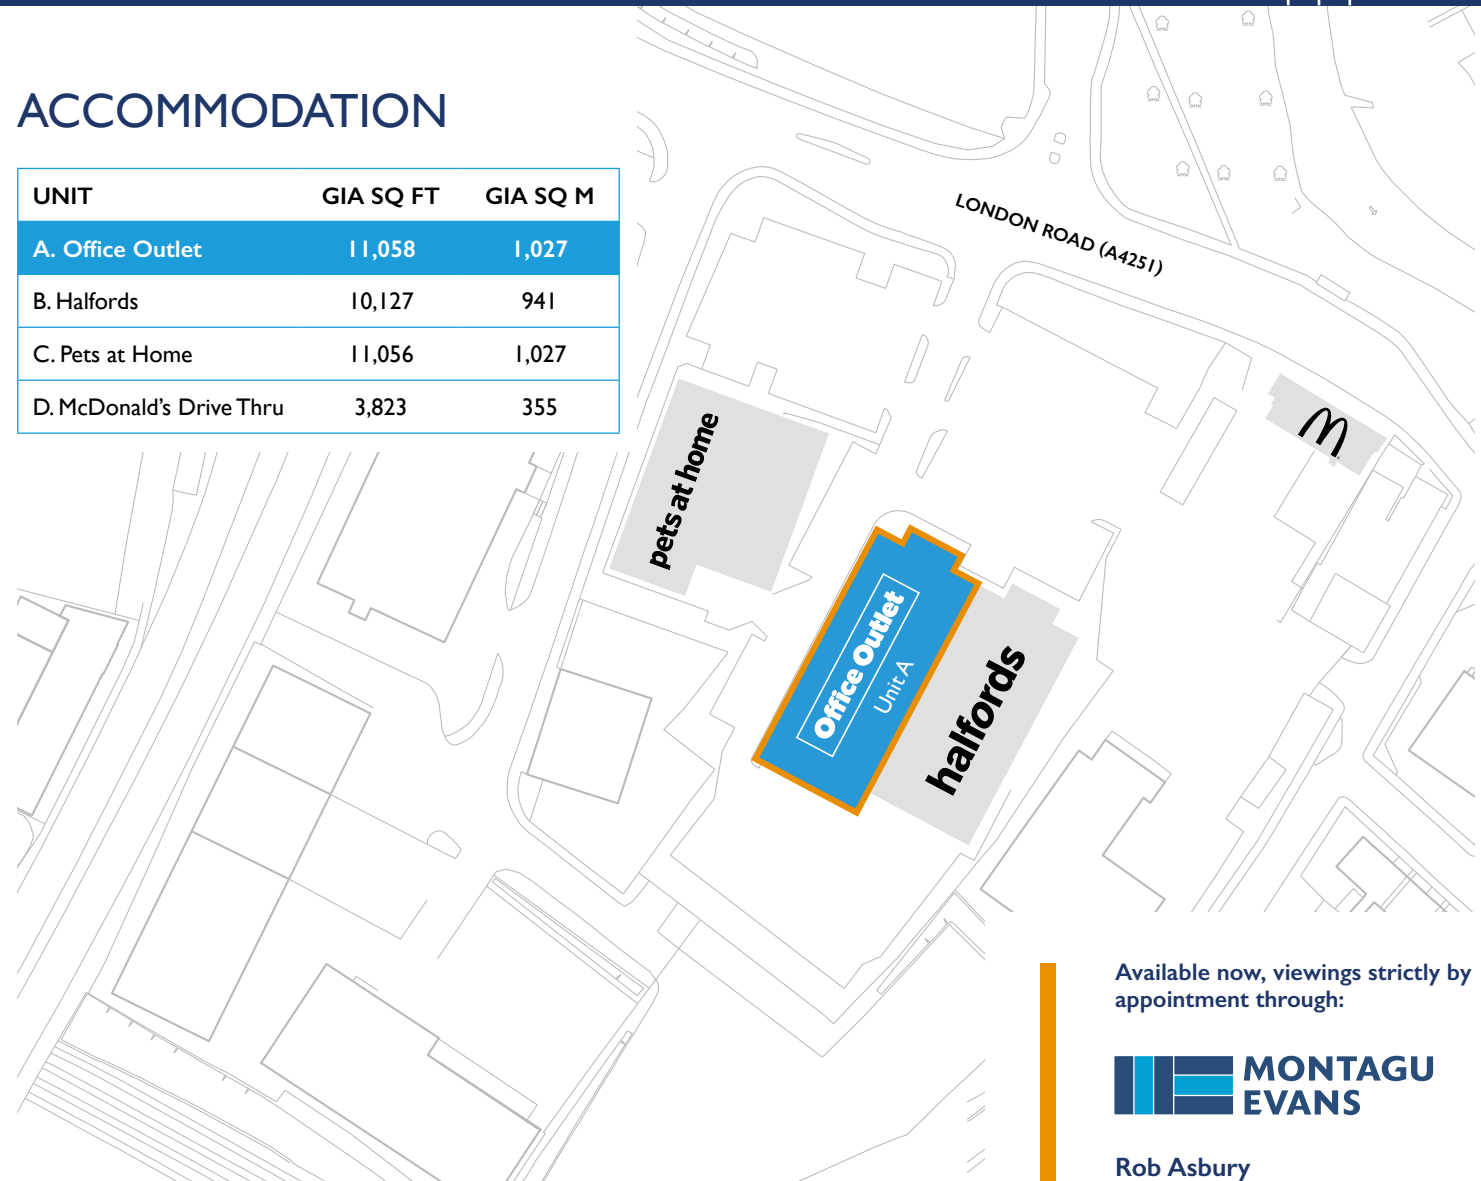 ACCOMMODATION
UNIT GIA SQ FT GIA SQ M
A. Office Outlet 11,058 1,027
B. Halfords 10,127 941
C. Pets at Home 11,056 1,027
D. McDonald's Drive Thru 3,823 355
LONDON ROAD (A4251)
pets at home
Office Outlet
Unit A
halfords
Available now, viewings strictly by
appointment through:
MONTAGU
EVANS
Rob Asbury